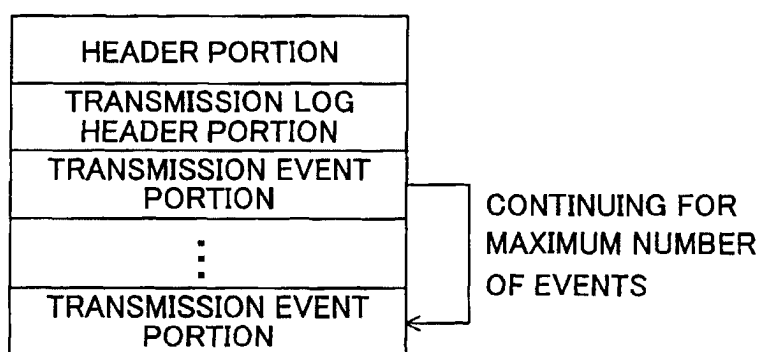 HEADER PORTION
TRANSMISSION LOG
HEADER PORTION
TRANSMISSION EVENT
PORTION
⋮
TRANSMISSION EVENT
PORTION
CONTINUING FOR
MAXIMUM NUMBER
OF EVENTS